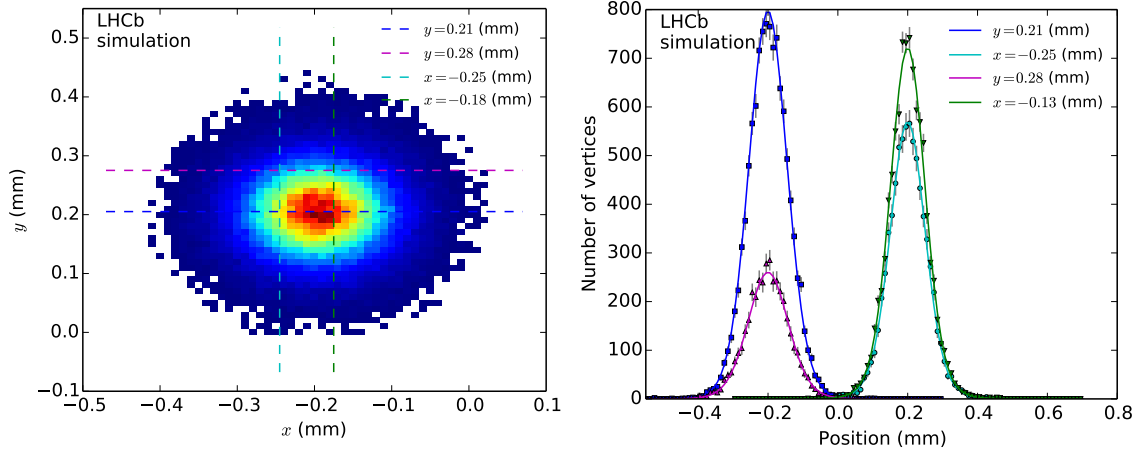 LHCb
simulation
y=0.21 (mm)
y=0.28 (mm)
x=−0.25 (mm)
x=−0.18 (mm)
0.5
0.4
0.3
0.2
0.1
0.0
−0.1
y (mm)
−0.5 −0.4 −0.3 −0.2 −0.1 0.0 0.1
x (mm)
LHCb
simulation
y=0.21 (mm)
x=−0.25 (mm)
y=0.28 (mm)
x=−0.13 (mm)
800
700
600
500
400
300
200
100
0
Number of vertices
−0.4 −0.2 0.0 0.2 0.4 0.6 0.8
Position (mm)